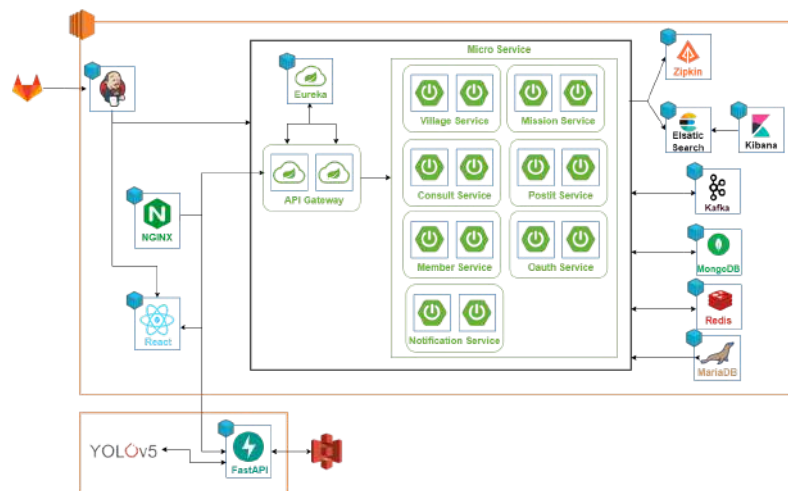 Micro Service
Eureka
Village Service
Mission Service
Zipkin
Elsatic
Search
Kibana
API Gateway
Consult Service
Postit Service
Kafka
NGINX
Member Service
Oauth Service
MongoDB
React
Redis
Notification Service
MariaDB
YOLOv5
FastAPI